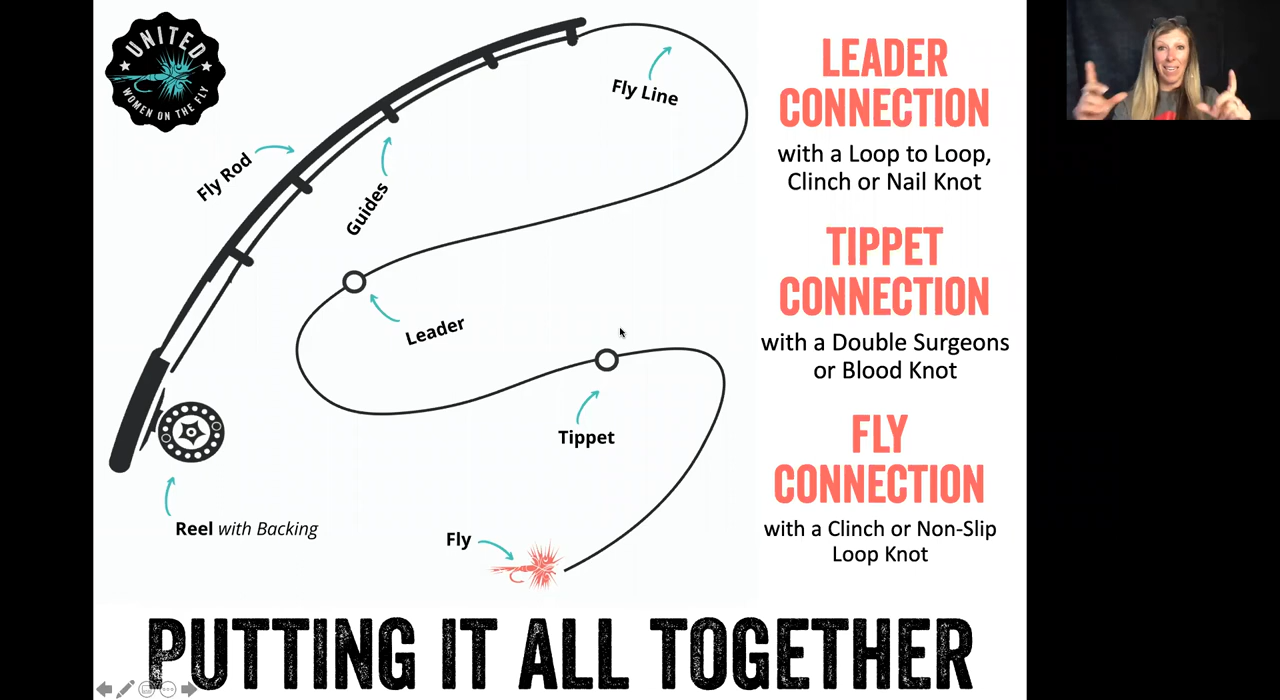 UNITED
WOMEN ON THE FLY
Fly Rod
Guides
Fly Line
Leader
Tippet
Reel with Backing
Fly
LEADER
CONNECTION
with a Loop to Loop,
Clinch or Nail Knot
TIPPET
CONNECTION
with a Double Surgeons
or Blood Knot
FLY
CONNECTION
with a Clinch or Non-Slip
Loop Knot
PUTTING IT ALL TOGETHER